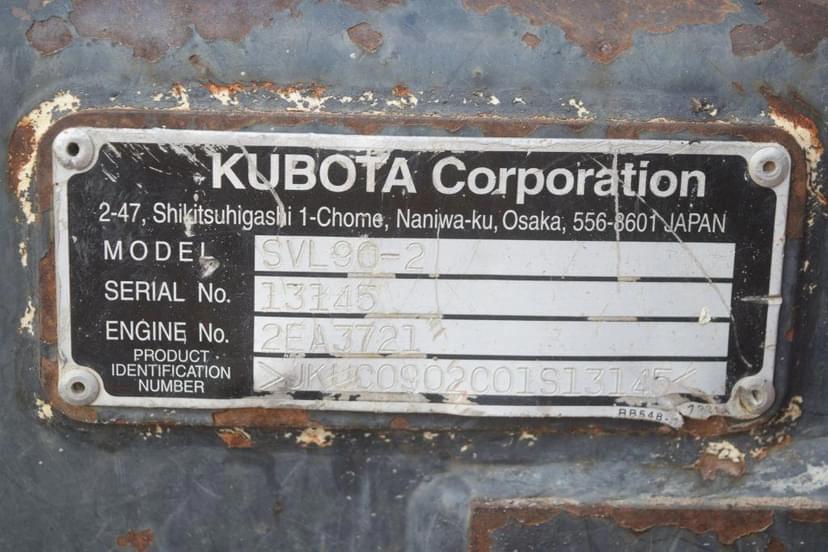 KUBOTA Corporation
2-47, Shikitsuhigashi 1-Chome, Naniwa-ku, Osaka, 556-8601 JAPAN
MODEL SVL90-2
SERIAL No. 13145
ENGINE No. 2EA3721
PRODUCT IDENTIFICATION NUMBER >JKUC0902C01S13145<